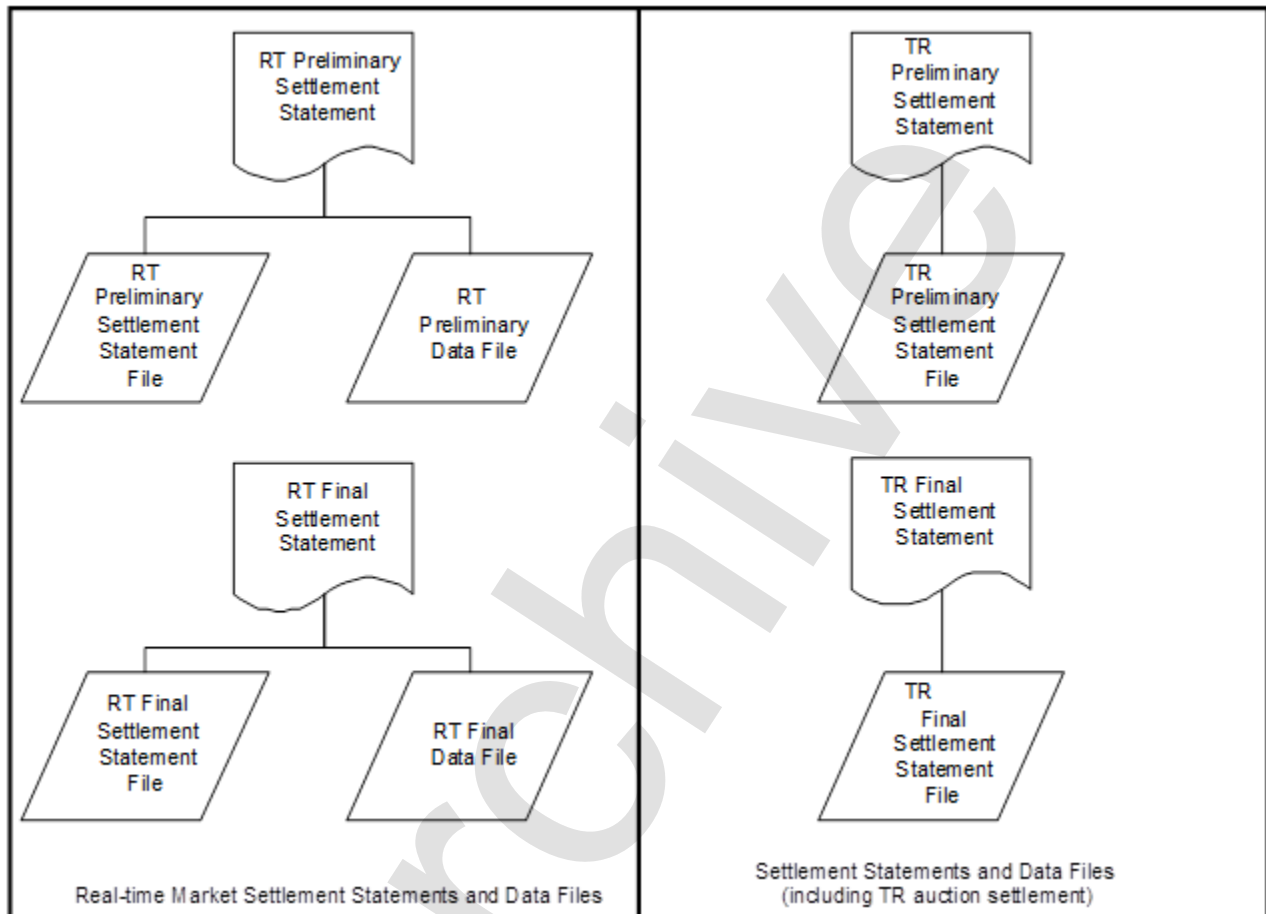 RT Preliminary
Settlement
Statement
RT
Preliminary
Settlement
Statement
File
RT
Preliminary
Data File
RT Final
Settlement
Statement
RT Final
Settlement
Statement
File
RT Final
Data File
Real-time Market Settlement Statements and Data Files
TR
Preliminary
Settlement
Statement
TR
Preliminary
Settlement
Statement
File
TR Final
Settlement
Statement
TR
Final
Settlement
Statement
File
Settlement Statements and Data Files
(including TR auction settlement)
rchive